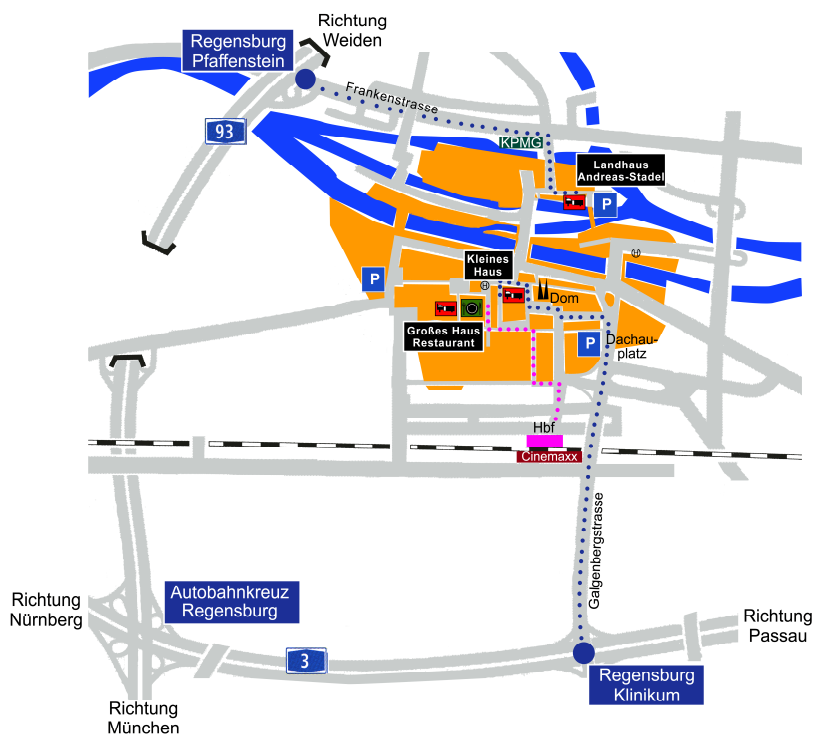 Richtung
Weiden
Regensburg
Pfaffenstein
Frankenstrasse
93
KPMG
Landhaus
Andreas-Stadel
P
Kleines
Haus
H
H
P
Dom
Großes Haus
Restaurant
P
Dachau-
platz
Hbf
Cinemaxx
Galgenbergstrasse
Autobahnkreuz
Regensburg
Richtung
Nürnberg
Richtung
Passau
3
Regensburg
Klinikum
Richtung
München